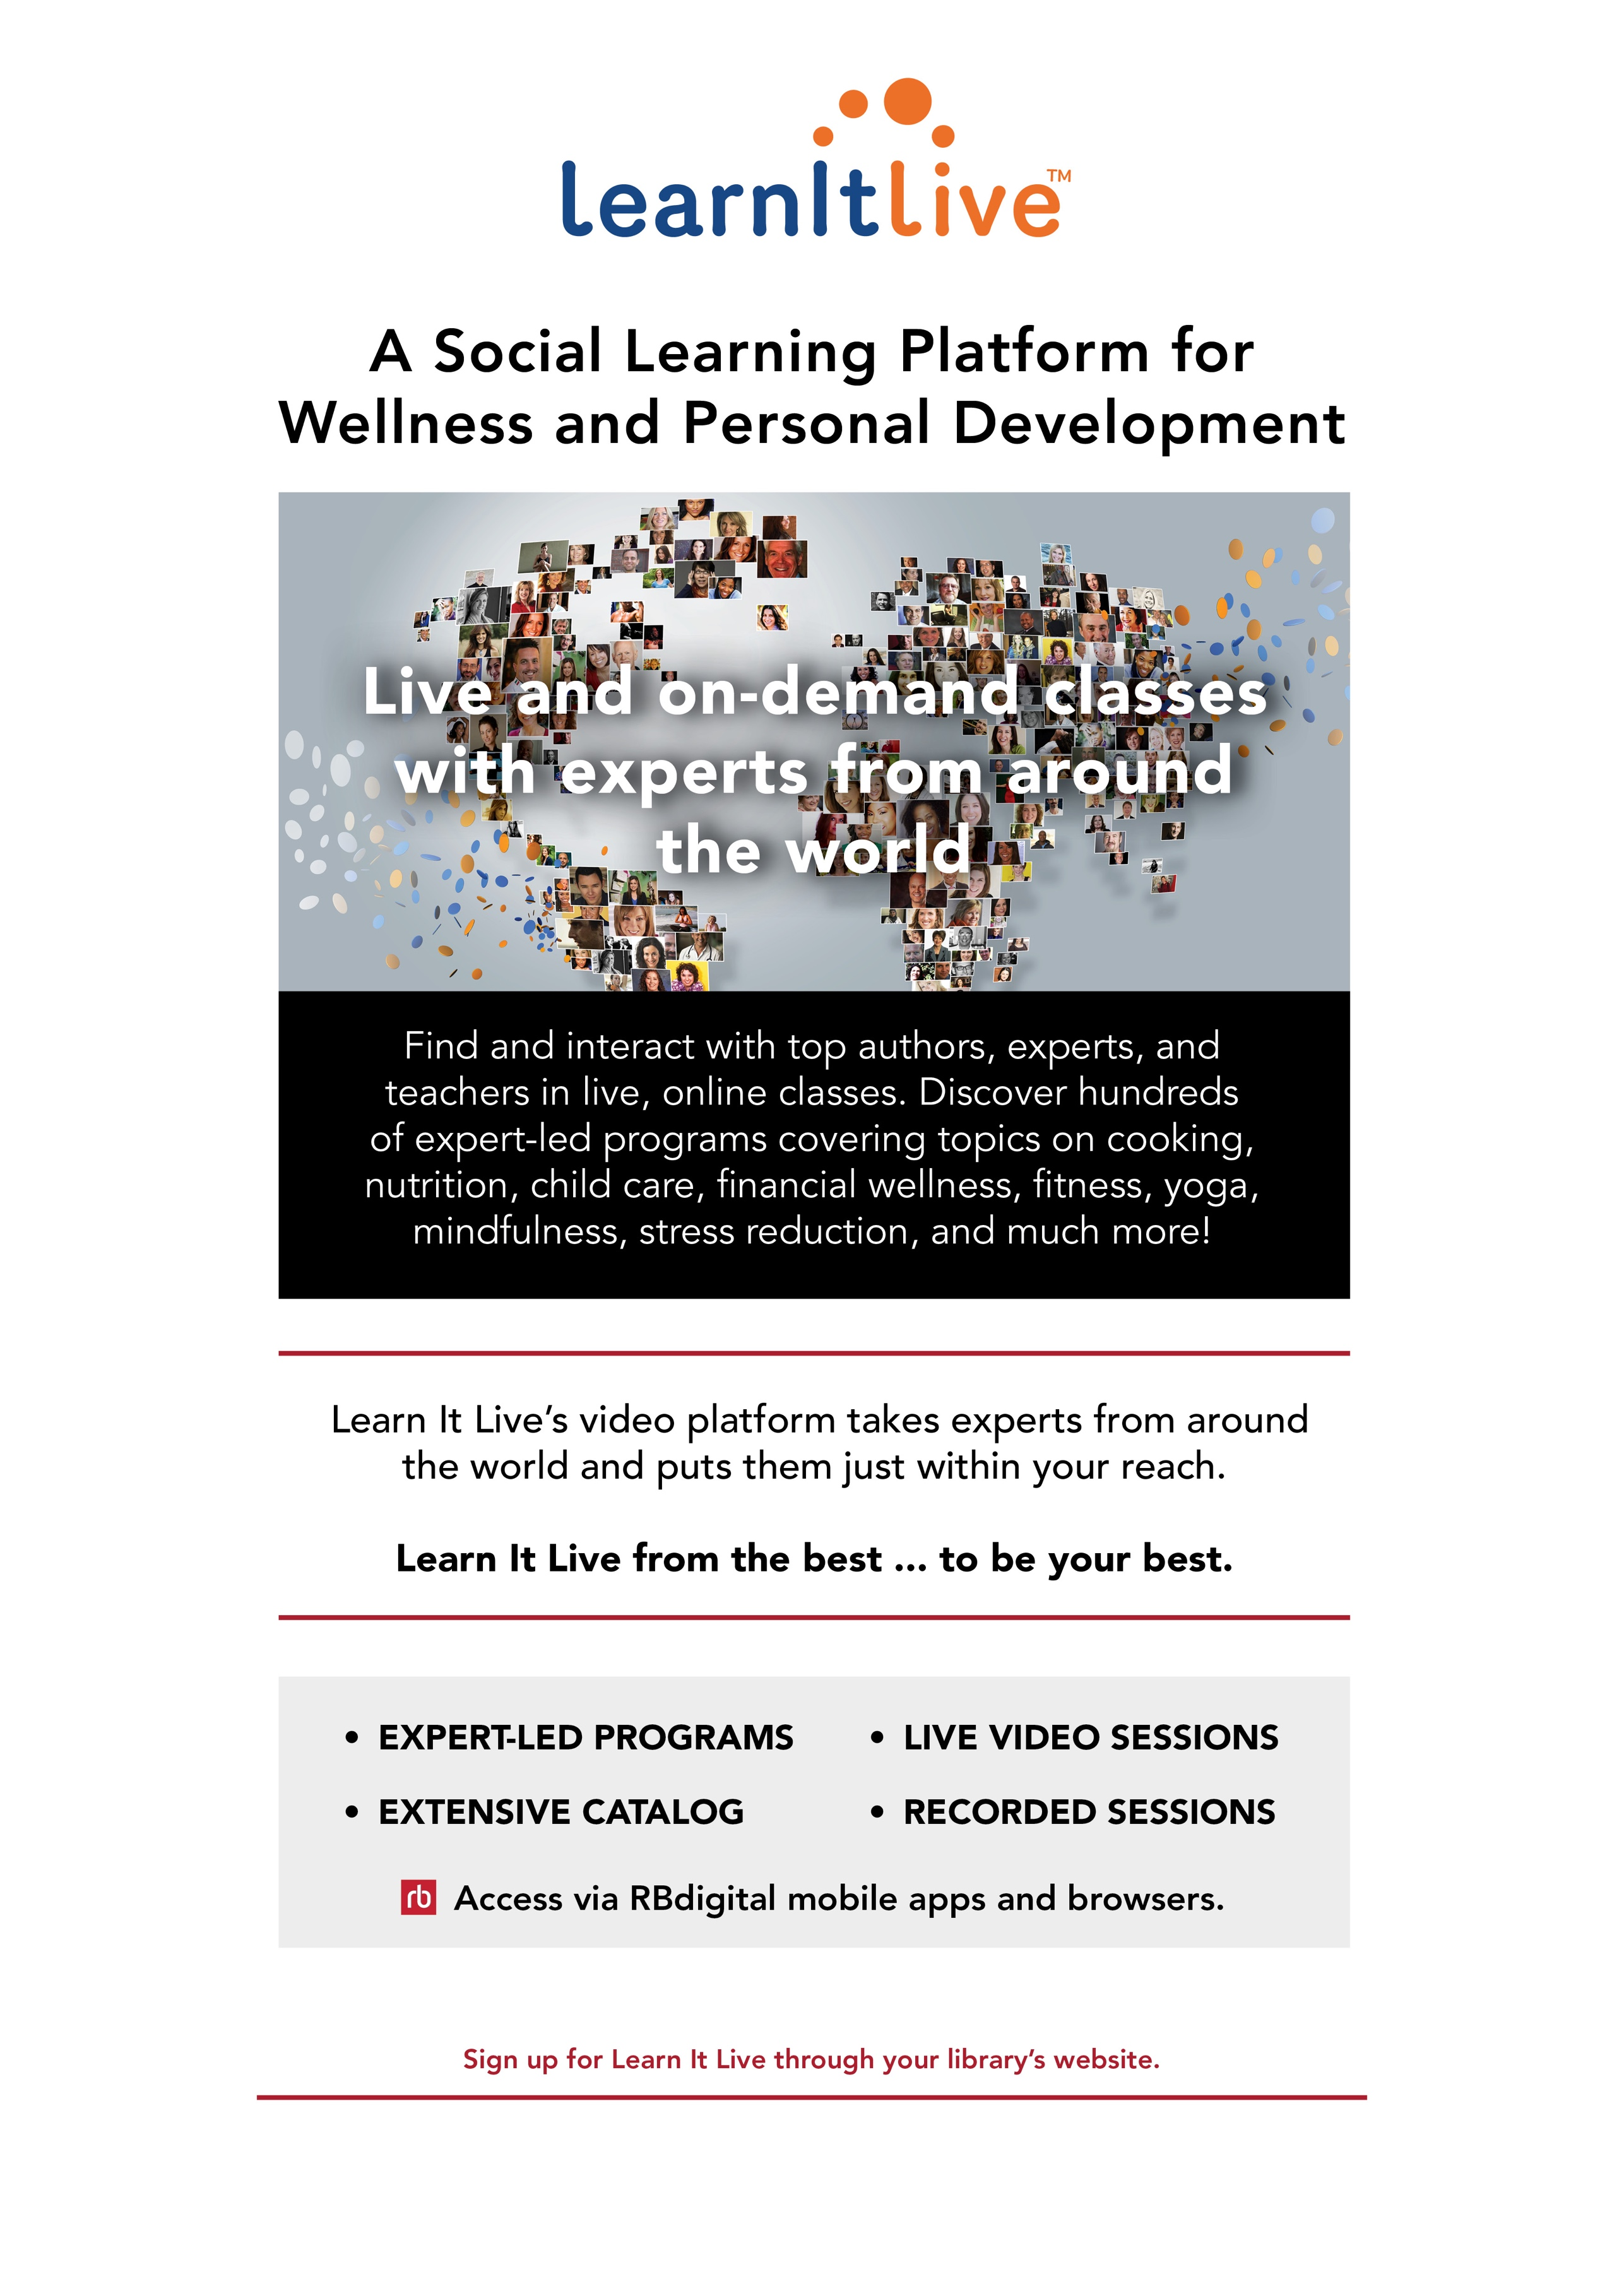 learnItlive™
A Social Learning Platform for
Wellness and Personal Development
Live and on-demand classes
with experts from around
the world
Find and interact with top authors, experts, and
teachers in live, online classes. Discover hundreds
of expert-led programs covering topics on cooking,
nutrition, child care, financial wellness, fitness, yoga,
mindfulness, stress reduction, and much more!
Learn It Live’s video platform takes experts from around
the world and puts them just within your reach.
Learn It Live from the best ... to be your best.
• EXPERT-LED PROGRAMS
• LIVE VIDEO SESSIONS
• EXTENSIVE CATALOG
• RECORDED SESSIONS
rb Access via RBdigital mobile apps and browsers.
Sign up for Learn It Live through your library’s website.